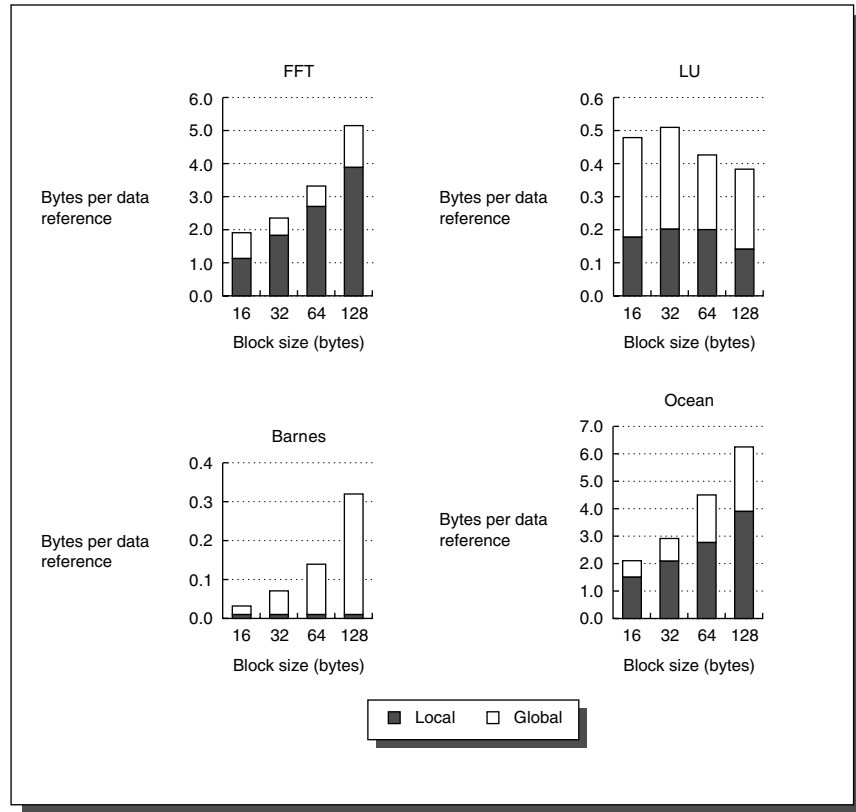 FFT
6.0
5.0
4.0
3.0
2.0
1.0
0.0
Bytes per data
reference
16 32 64 128
Block size (bytes)
LU
0.6
0.5
0.4
0.3
0.2
0.1
0.0
Bytes per data
reference
16 32 64 128
Block size (bytes)
Barnes
0.4
0.3
0.2
0.1
0.0
Bytes per data
reference
16 32 64 128
Block size (bytes)
Ocean
7.0
6.0
5.0
4.0
3.0
2.0
1.0
0.0
Bytes per data
reference
16 32 64 128
Block size (bytes)
Local Global